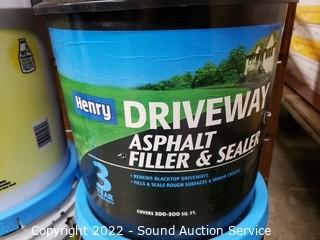 Henry
DRIVEWAY
ASPHALT
FILLER & SEALER
3
YEAR
• RENEWS BLACKTOP DRIVEWAYS
• FILLS & SEALS ROUGH SURFACES & MINOR CRACKS
COVERS 300-500 SQ. FT.
Copyright 2022 - Sound Auction Service